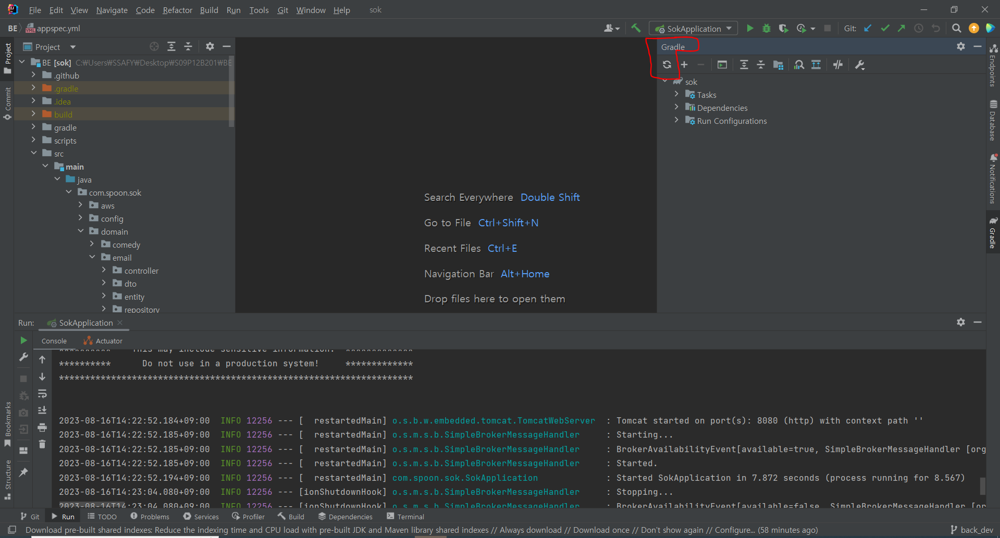 File Edit View Navigate Code Refactor Build Run Tools Git Window Help sok
BE appspec.yml
SokApplication
Git:
Project
BE [sok] C:₩Users₩SSAFY₩Desktop₩S09P12B201₩BE
.github
.gradle
.idea
build
gradle
scripts
src
main
java
com.spoon.sok
aws
config
domain
comedy
email
controller
dto
entity
repository
Project
Commit
Bookmarks
Structure
Search Everywhere Double Shift
Go to File Ctrl+Shift+N
Recent Files Ctrl+E
Navigation Bar Alt+Home
Drop files here to open them
Gradle
sok
Tasks
Dependencies
Run Configurations
Endpoints
Database
Notifications
Gradle
Run: SokApplication
Console Actuator
********** This may include sensitive information. *************
********** Do not use in a production system! *************
********************************************************************
2023-08-16T14:22:52.184+09:00 INFO 12256 --- [ restartedMain] o.s.b.w.embedded.tomcat.TomcatWebServer : Tomcat started on port(s): 8080 (http) with context path ''
2023-08-16T14:22:52.185+09:00 INFO 12256 --- [ restartedMain] o.s.m.s.b.SimpleBrokerMessageHandler : Starting...
2023-08-16T14:22:52.185+09:00 INFO 12256 --- [ restartedMain] o.s.m.s.b.SimpleBrokerMessageHandler : BrokerAvailabilityEvent[available=true, SimpleBrokerMessageHandler [org
2023-08-16T14:22:52.185+09:00 INFO 12256 --- [ restartedMain] o.s.m.s.b.SimpleBrokerMessageHandler : Started.
2023-08-16T14:22:52.194+09:00 INFO 12256 --- [ restartedMain] com.spoon.sok.SokApplication : Started SokApplication in 7.872 seconds (process running for 8.567)
2023-08-16T14:23:04.080+09:00 INFO 12256 --- [ionShutdownHook] o.s.m.s.b.SimpleBrokerMessageHandler : Stopping...
2023-08-16T14:23:04.080+09:00 INFO 12256 --- [ionShutdownHook] o.s.m.s.b.SimpleBrokerMessageHandler : BrokerAvailabilityEvent[available=false, SimpleBrokerMessageHandler [or
Git Run TODO Problems Services Profiler Build Dependencies Terminal
Download pre-built shared indexes: Reduce the indexing time and CPU load with pre-built JDK and Maven library shared indexes // Always download // Download once // Don't show again // Configure... (58 minutes ago) back_dev